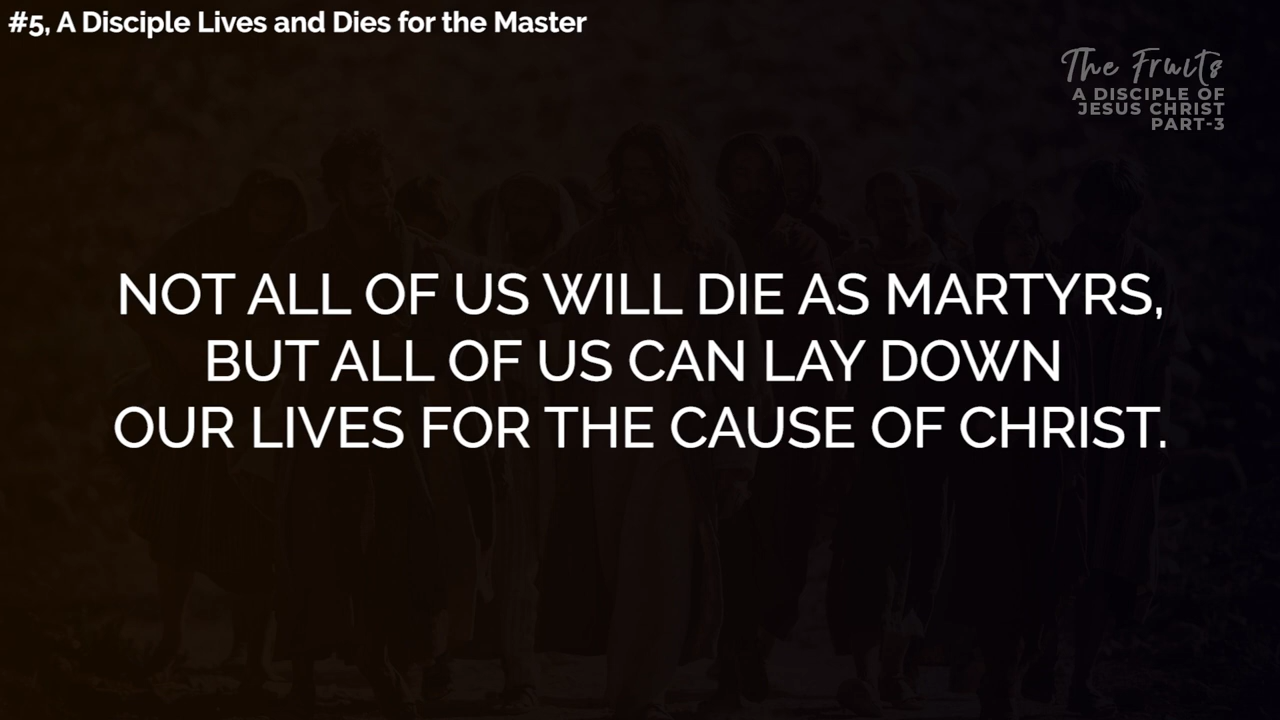 #5, A Disciple Lives and Dies for the Master
The Fruits
A DISCIPLE OF
JESUS CHRIST
PART-3
NOT ALL OF US WILL DIE AS MARTYRS,
BUT ALL OF US CAN LAY DOWN
OUR LIVES FOR THE CAUSE OF CHRIST.